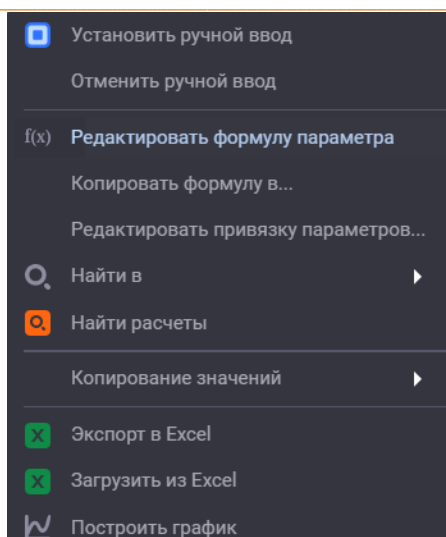 Установить ручной ввод
Отменить ручной ввод
f(x) Редактировать формулу параметра
Копировать формулу в...
Редактировать привязку параметров...
Найти в
Найти расчеты
Копирование значений
X Экспорт в Excel
X Загрузить из Excel
Построить график